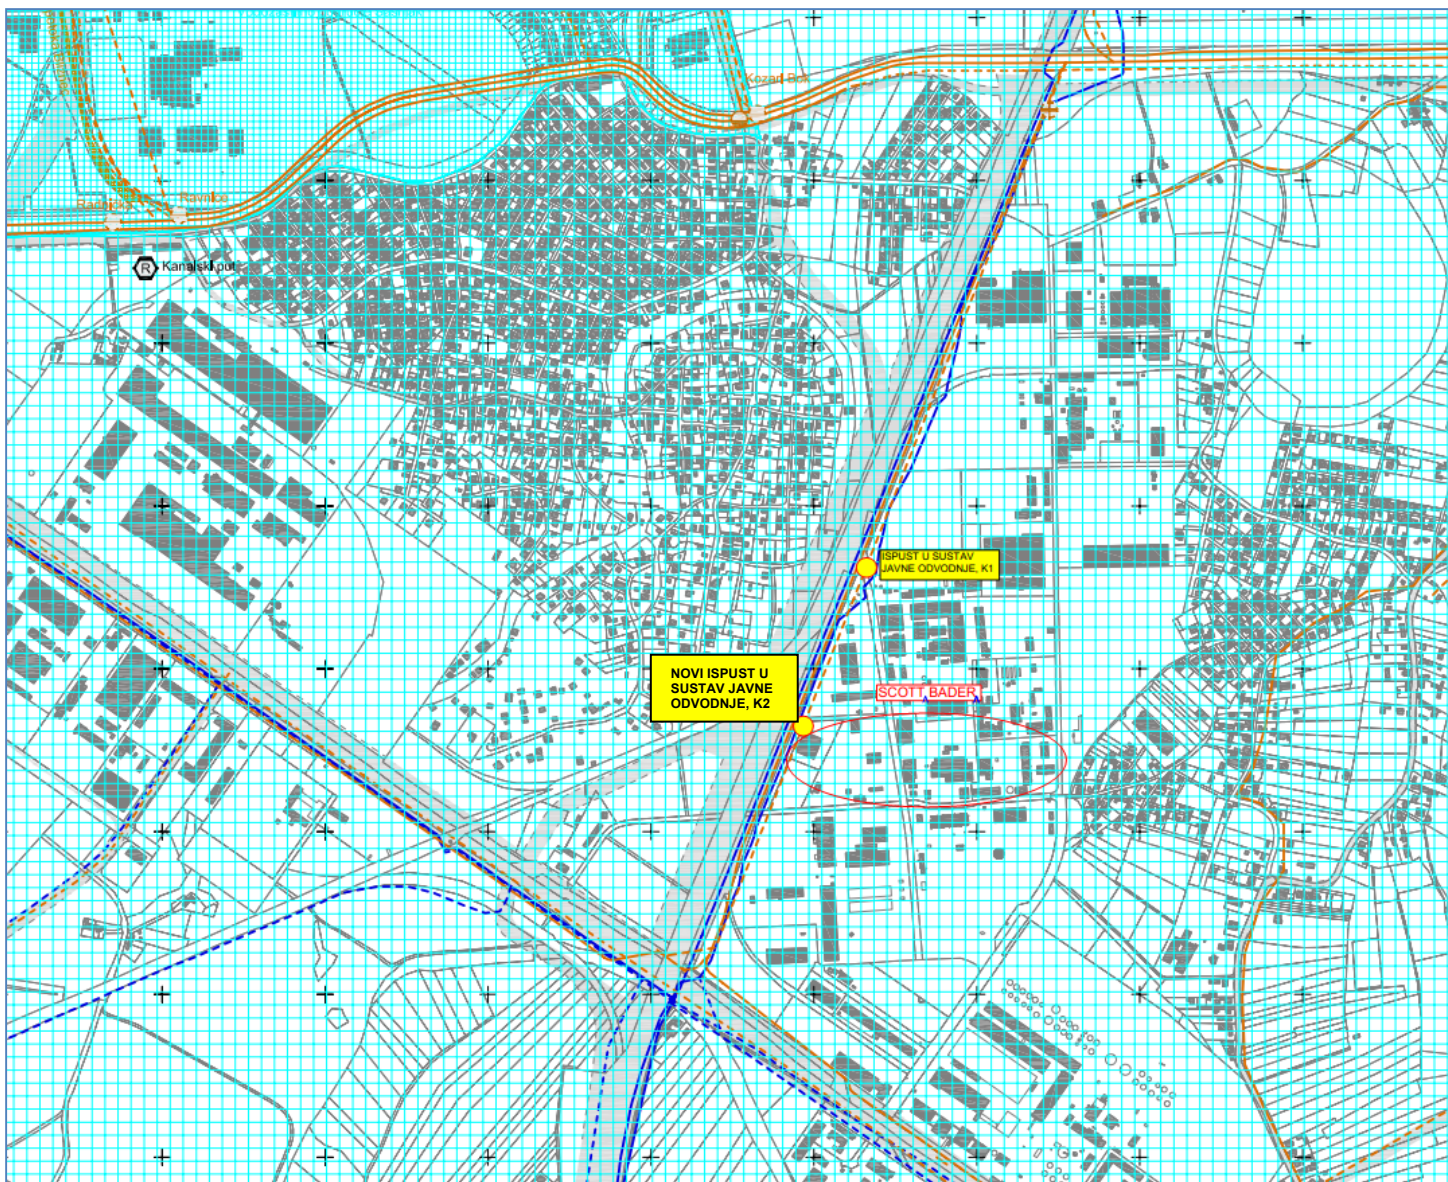 Kozari Bok
Radnička
Ravnice
R
Kanalski put
ISPUST U SUSTAV
JAVNE ODVODNJE, K1
NOVI ISPUST U
SUSTAV JAVNE
ODVODNJE, K2
SCOTT BADER